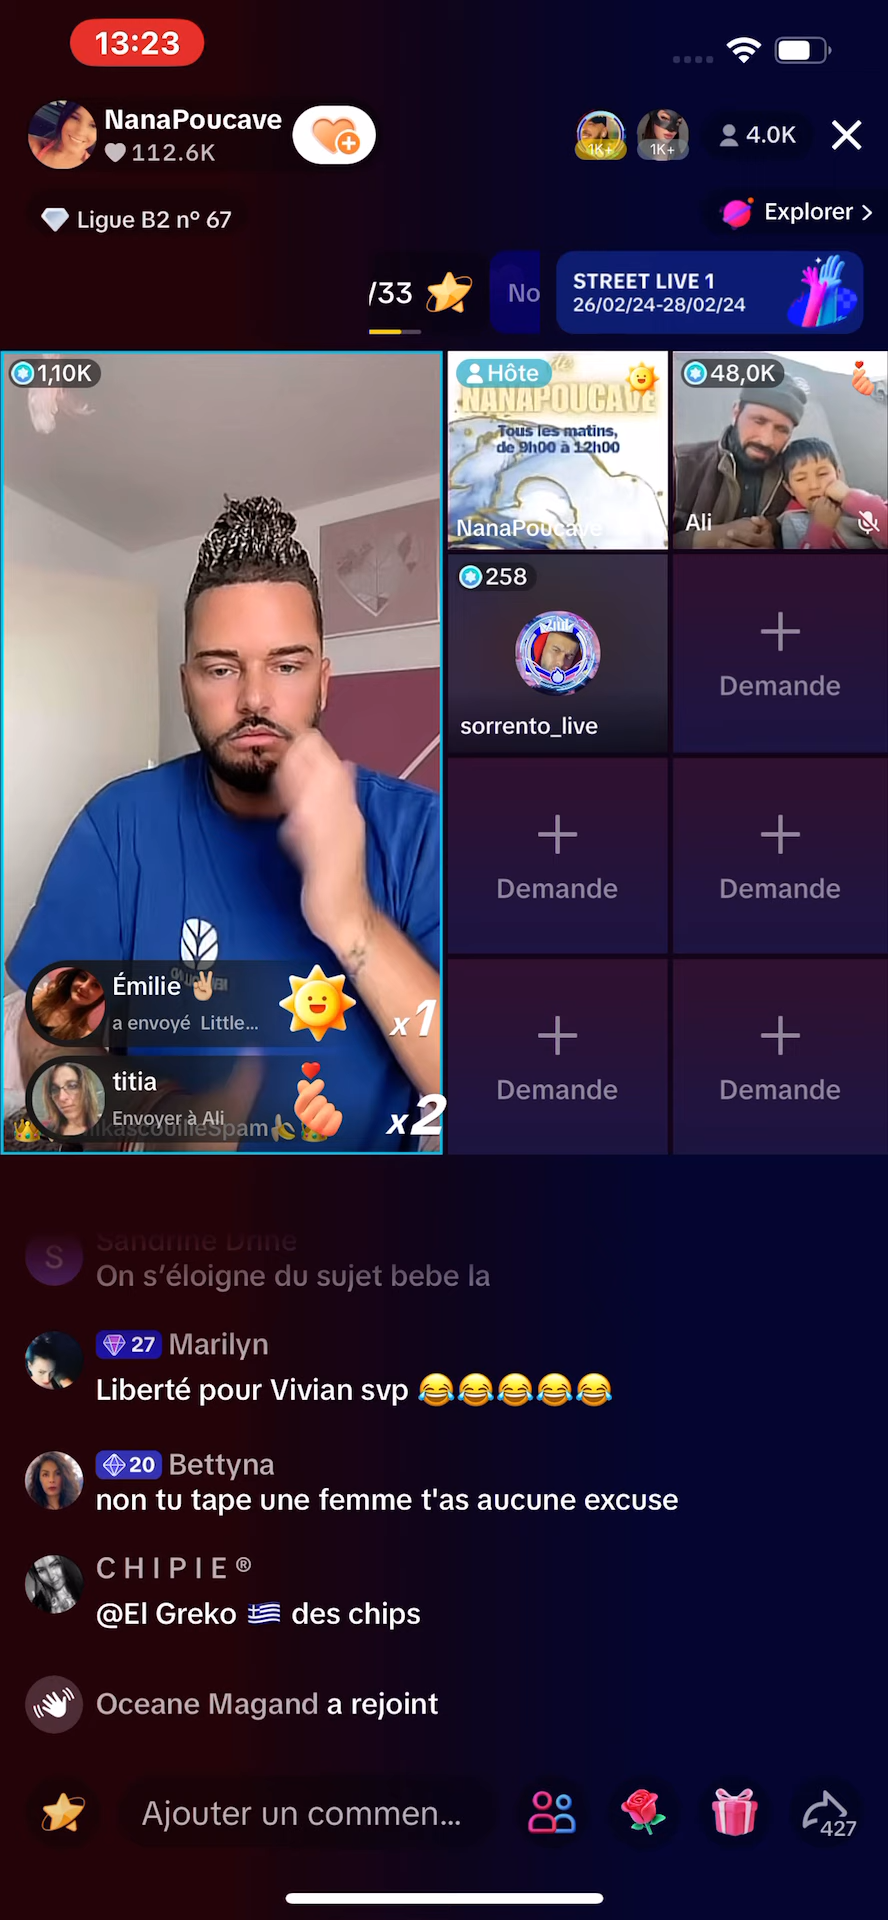 13:23
NanaPoucave
112.6K
1K+
1K+
4.0K
Ligue B2 nº 67
Explorer
/33
No
STREET LIVE 1
26/02/24-28/02/24
1,10K
Hôte
NANAPOUCAVE
Tous les matins,
de 9h00 à 12h00
NanaPoucave
48,0K
Ali
258
sorrento_live
Demande
Demande
Demande
Demande
Demande
Émilie ✌🏼
a envoyé Little...
x1
titia
Envoyer à Ali
x2
Sandrine Drine
S
On s'éloigne du sujet bebe la
27 Marilyn
Liberté pour Vivian svp 😂😂😂😂😂
20 Bettyna
non tu tape une femme t'as aucune excuse
C H I P I E ®
@El Greko 🇬🇷 des chips
Oceane Magand a rejoint
Ajouter un commen...
427